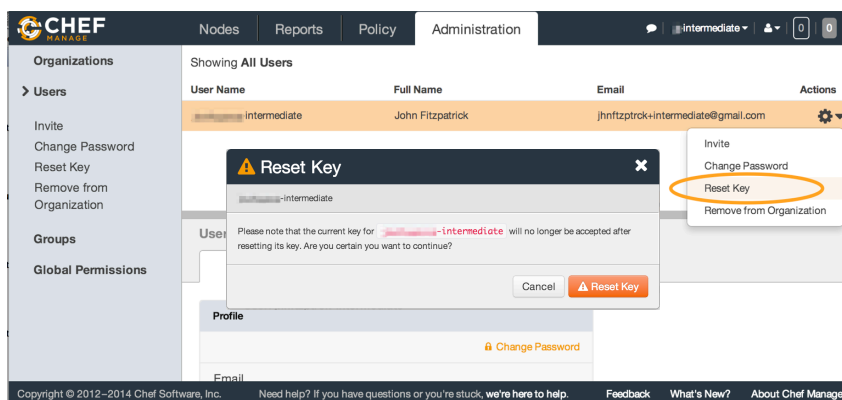 CHEF
MANAGE
Nodes Reports Policy Administration -intermediate 0 0
Organizations
Users
Invite
Change Password
Reset Key
Remove from
Organization
Groups
Global Permissions
Showing All Users
User Name Full Name Email Actions
-intermediate John Fitzpatrick jhnftzptrck+intermediate@gmail.com
Invite
Change Password
Reset Key
Remove from Organization
Reset Key
-intermediate
Please note that the current key for -intermediate will no longer be accepted after
resetting its key. Are you certain you want to continue?
Cancel Reset Key
User
Profile
Change Password
Email
Copyright © 2012–2014 Chef Software, Inc. Need help? If you have questions or you're stuck, we're here to help. Feedback What's New? About Chef Manage